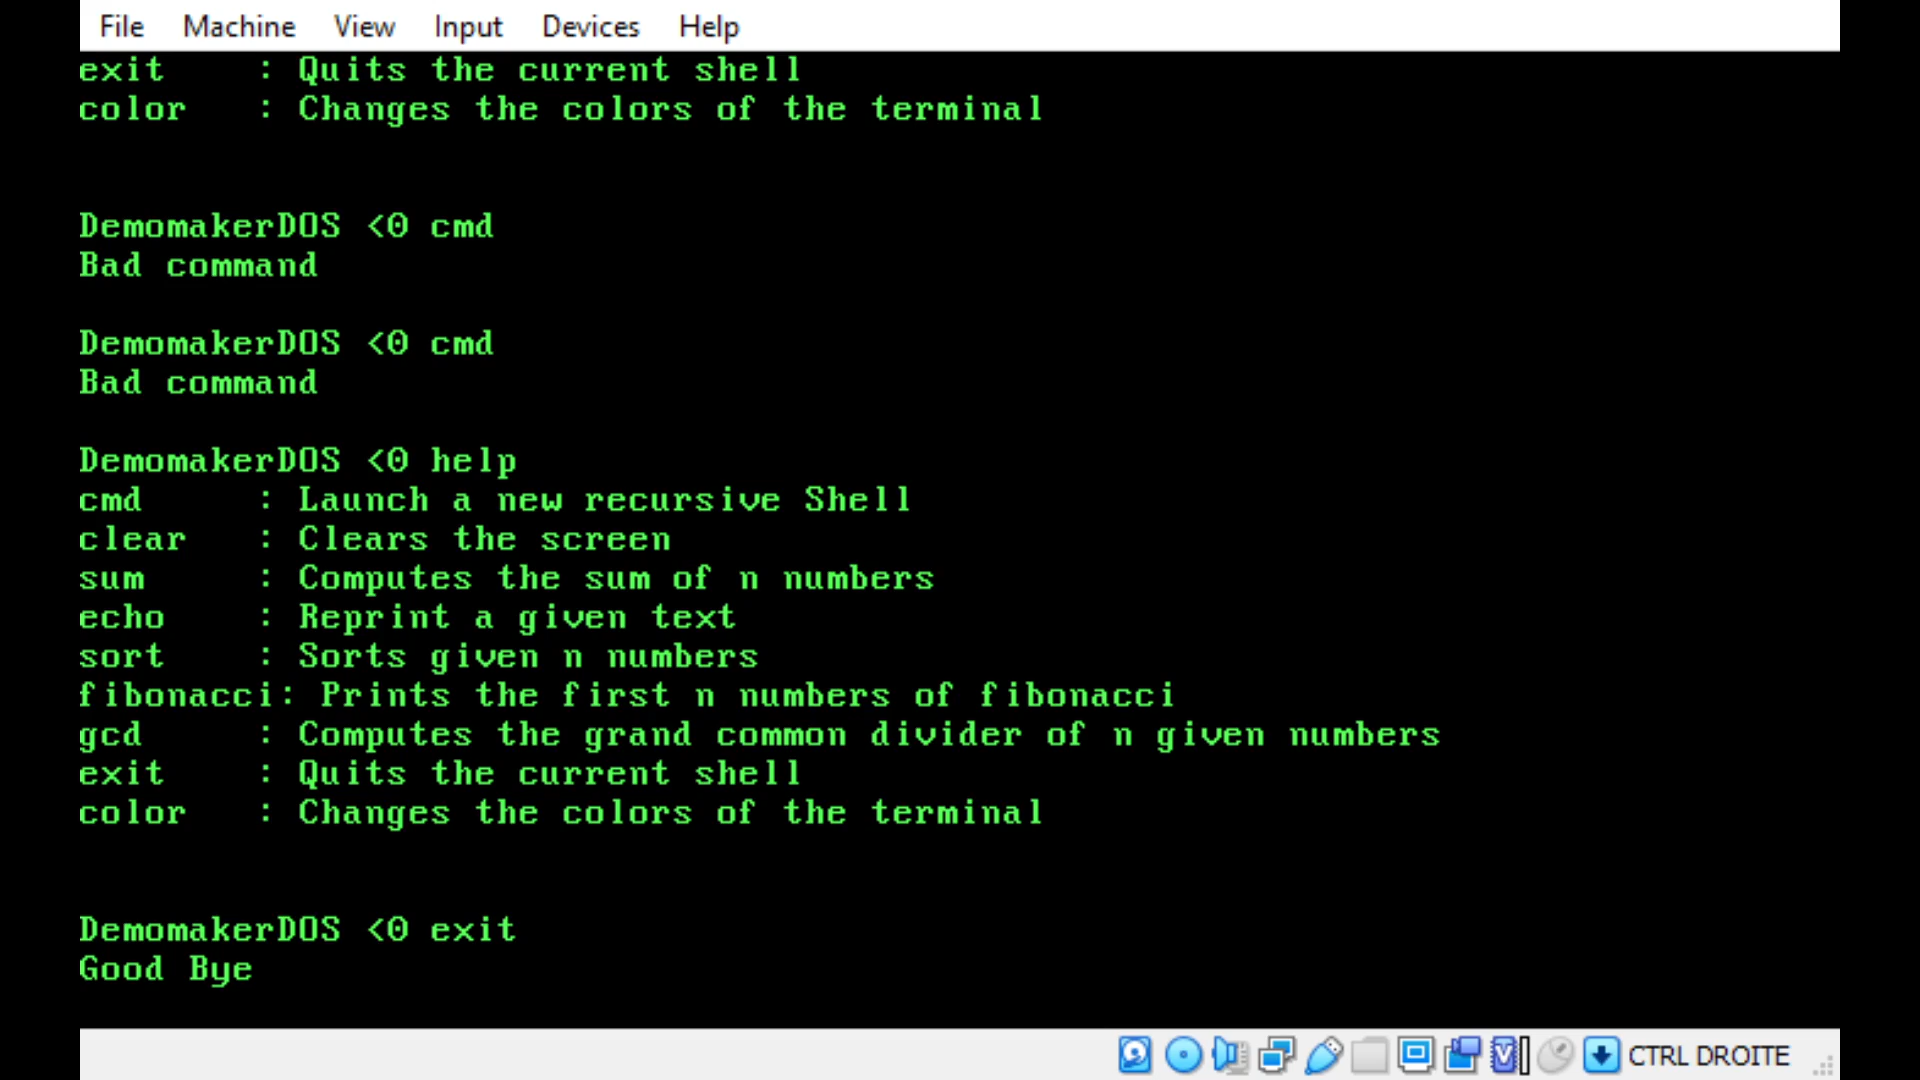 File Machine View Input Devices Help
exit : Quits the current shell
color : Changes the colors of the terminal
DemomakerDOS <0 cmd
Bad command
DemomakerDOS <0 cmd
Bad command
DemomakerDOS <0 help
cmd : Launch a new recursive Shell
clear : Clears the screen
sum : Computes the sum of n numbers
echo : Reprint a given text
sort : Sorts given n numbers
fibonacci: Prints the first n numbers of fibonacci
gcd : Computes the grand common divider of n given numbers
exit : Quits the current shell
color : Changes the colors of the terminal
DemomakerDOS <0 exit
Good Bye
CTRL DROITE